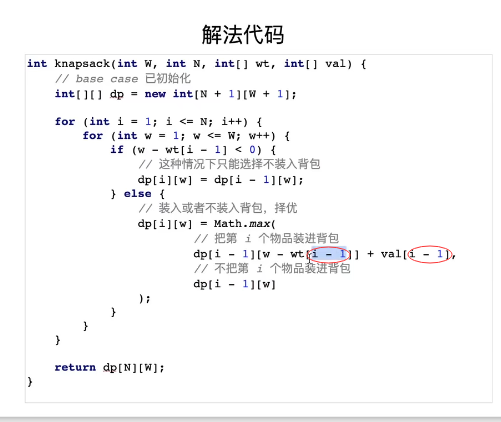 解法代码
int knapsack(int W, int N, int[] wt, int[] val) {
// base case 已初始化
int[][] dp = new int[N + 1][W + 1];
for (int i = 1; i <= N; i++) {
for (int w = 1; w <= W; w++) {
if (w - wt[i - 1] < 0) {
// 这种情况下只能选择不装入背包
dp[i][w] = dp[i - 1][w];
} else {
// 装入或者不装入背包，择优
dp[i][w] = Math.max(
// 把第 i 个物品装进背包
dp[i - 1][w - wt[i - 1]] + val[i - 1],
// 不把第 i 个物品装进背包
dp[i - 1][w]
);
}
}
}
return dp[N][W];
}